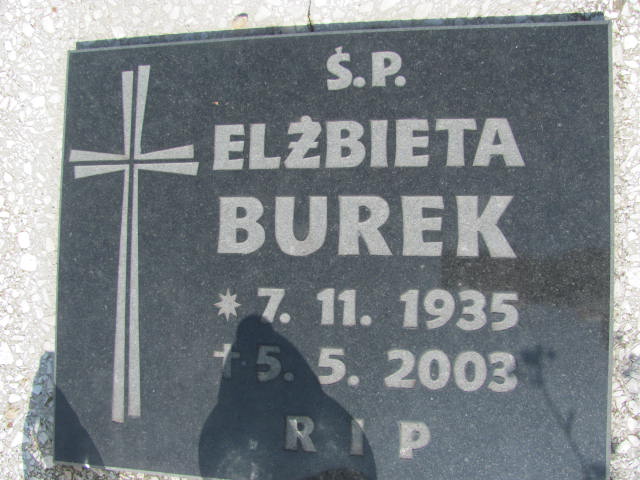 Ś.P.
ELŻBIETA
BUREK
* 7. 11. 1935
† 5. 5. 2003
R I P